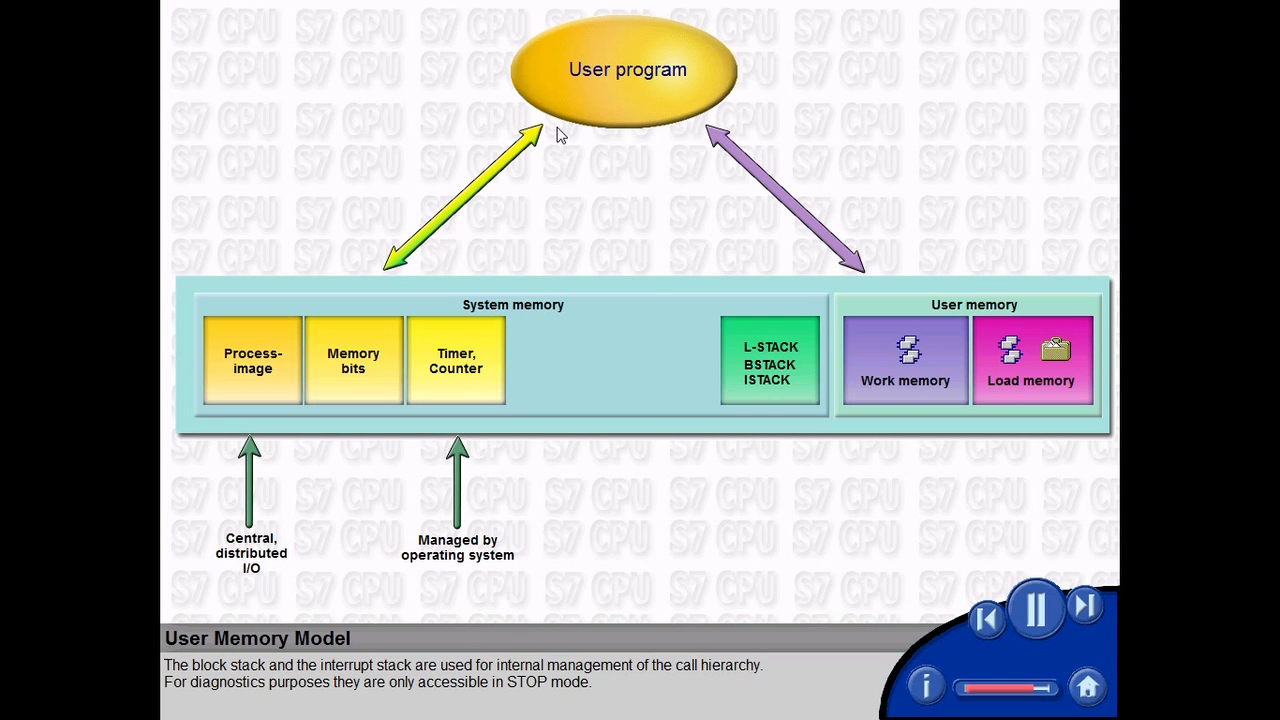 User program
System memory
User memory
Process-
image
Memory
bits
Timer,
Counter
L-STACK
BSTACK
ISTACK
Work memory
Load memory
Central,
distributed
I/O
Managed by
operating system
User Memory Model
The block stack and the interrupt stack are used for internal management of the call hierarchy.
For diagnostics purposes they are only accessible in STOP mode.
S7 CPU